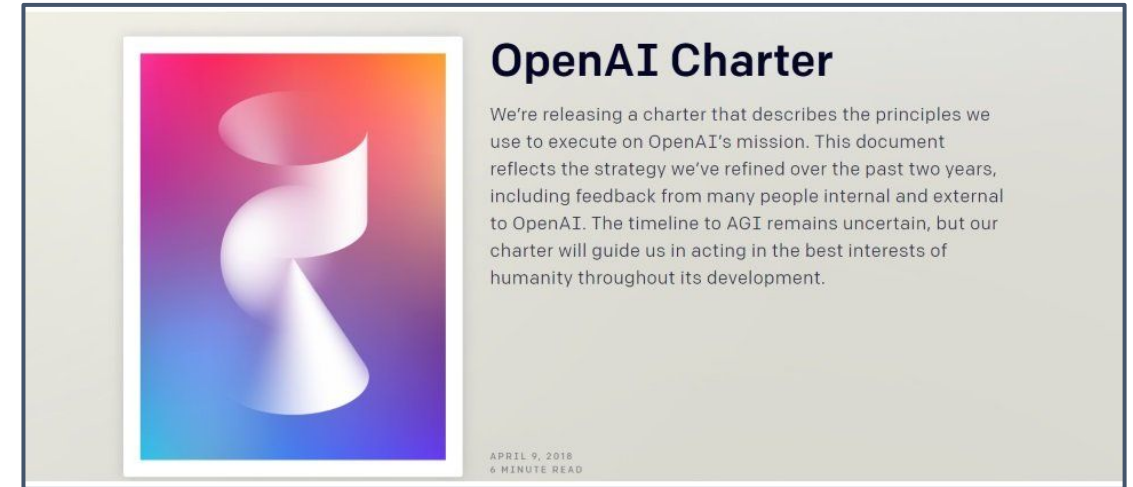 OpenAI Charter
We’re releasing a charter that describes the principles we
use to execute on OpenAI’s mission. This document
reflects the strategy we’ve refined over the past two years,
including feedback from many people internal and external
to OpenAI. The timeline to AGI remains uncertain, but our
charter will guide us in acting in the best interests of
humanity throughout its development.
APRIL 9, 2018
6 MINUTE READ